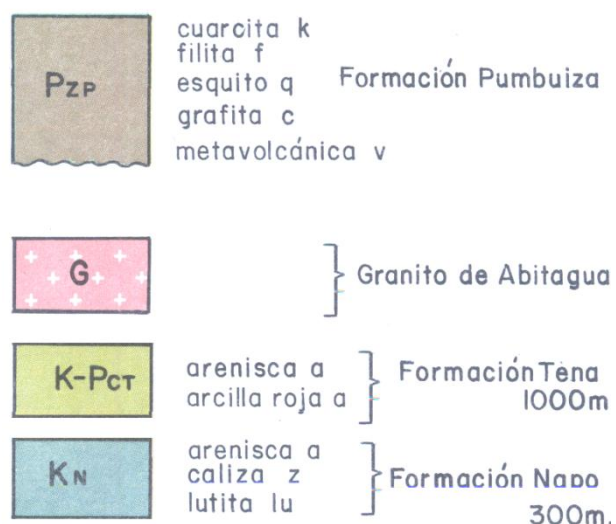 cuarcita k
filita f
PZP esquito q Formación Pumbuiza
grafita c
metavolcánica v
G Granito de Abitagua
K-PCT arenisca a Formación Tena
arcilla roja a 1000m
KN arenisca a
caliza z Formación Napo
lutita lu 300m.